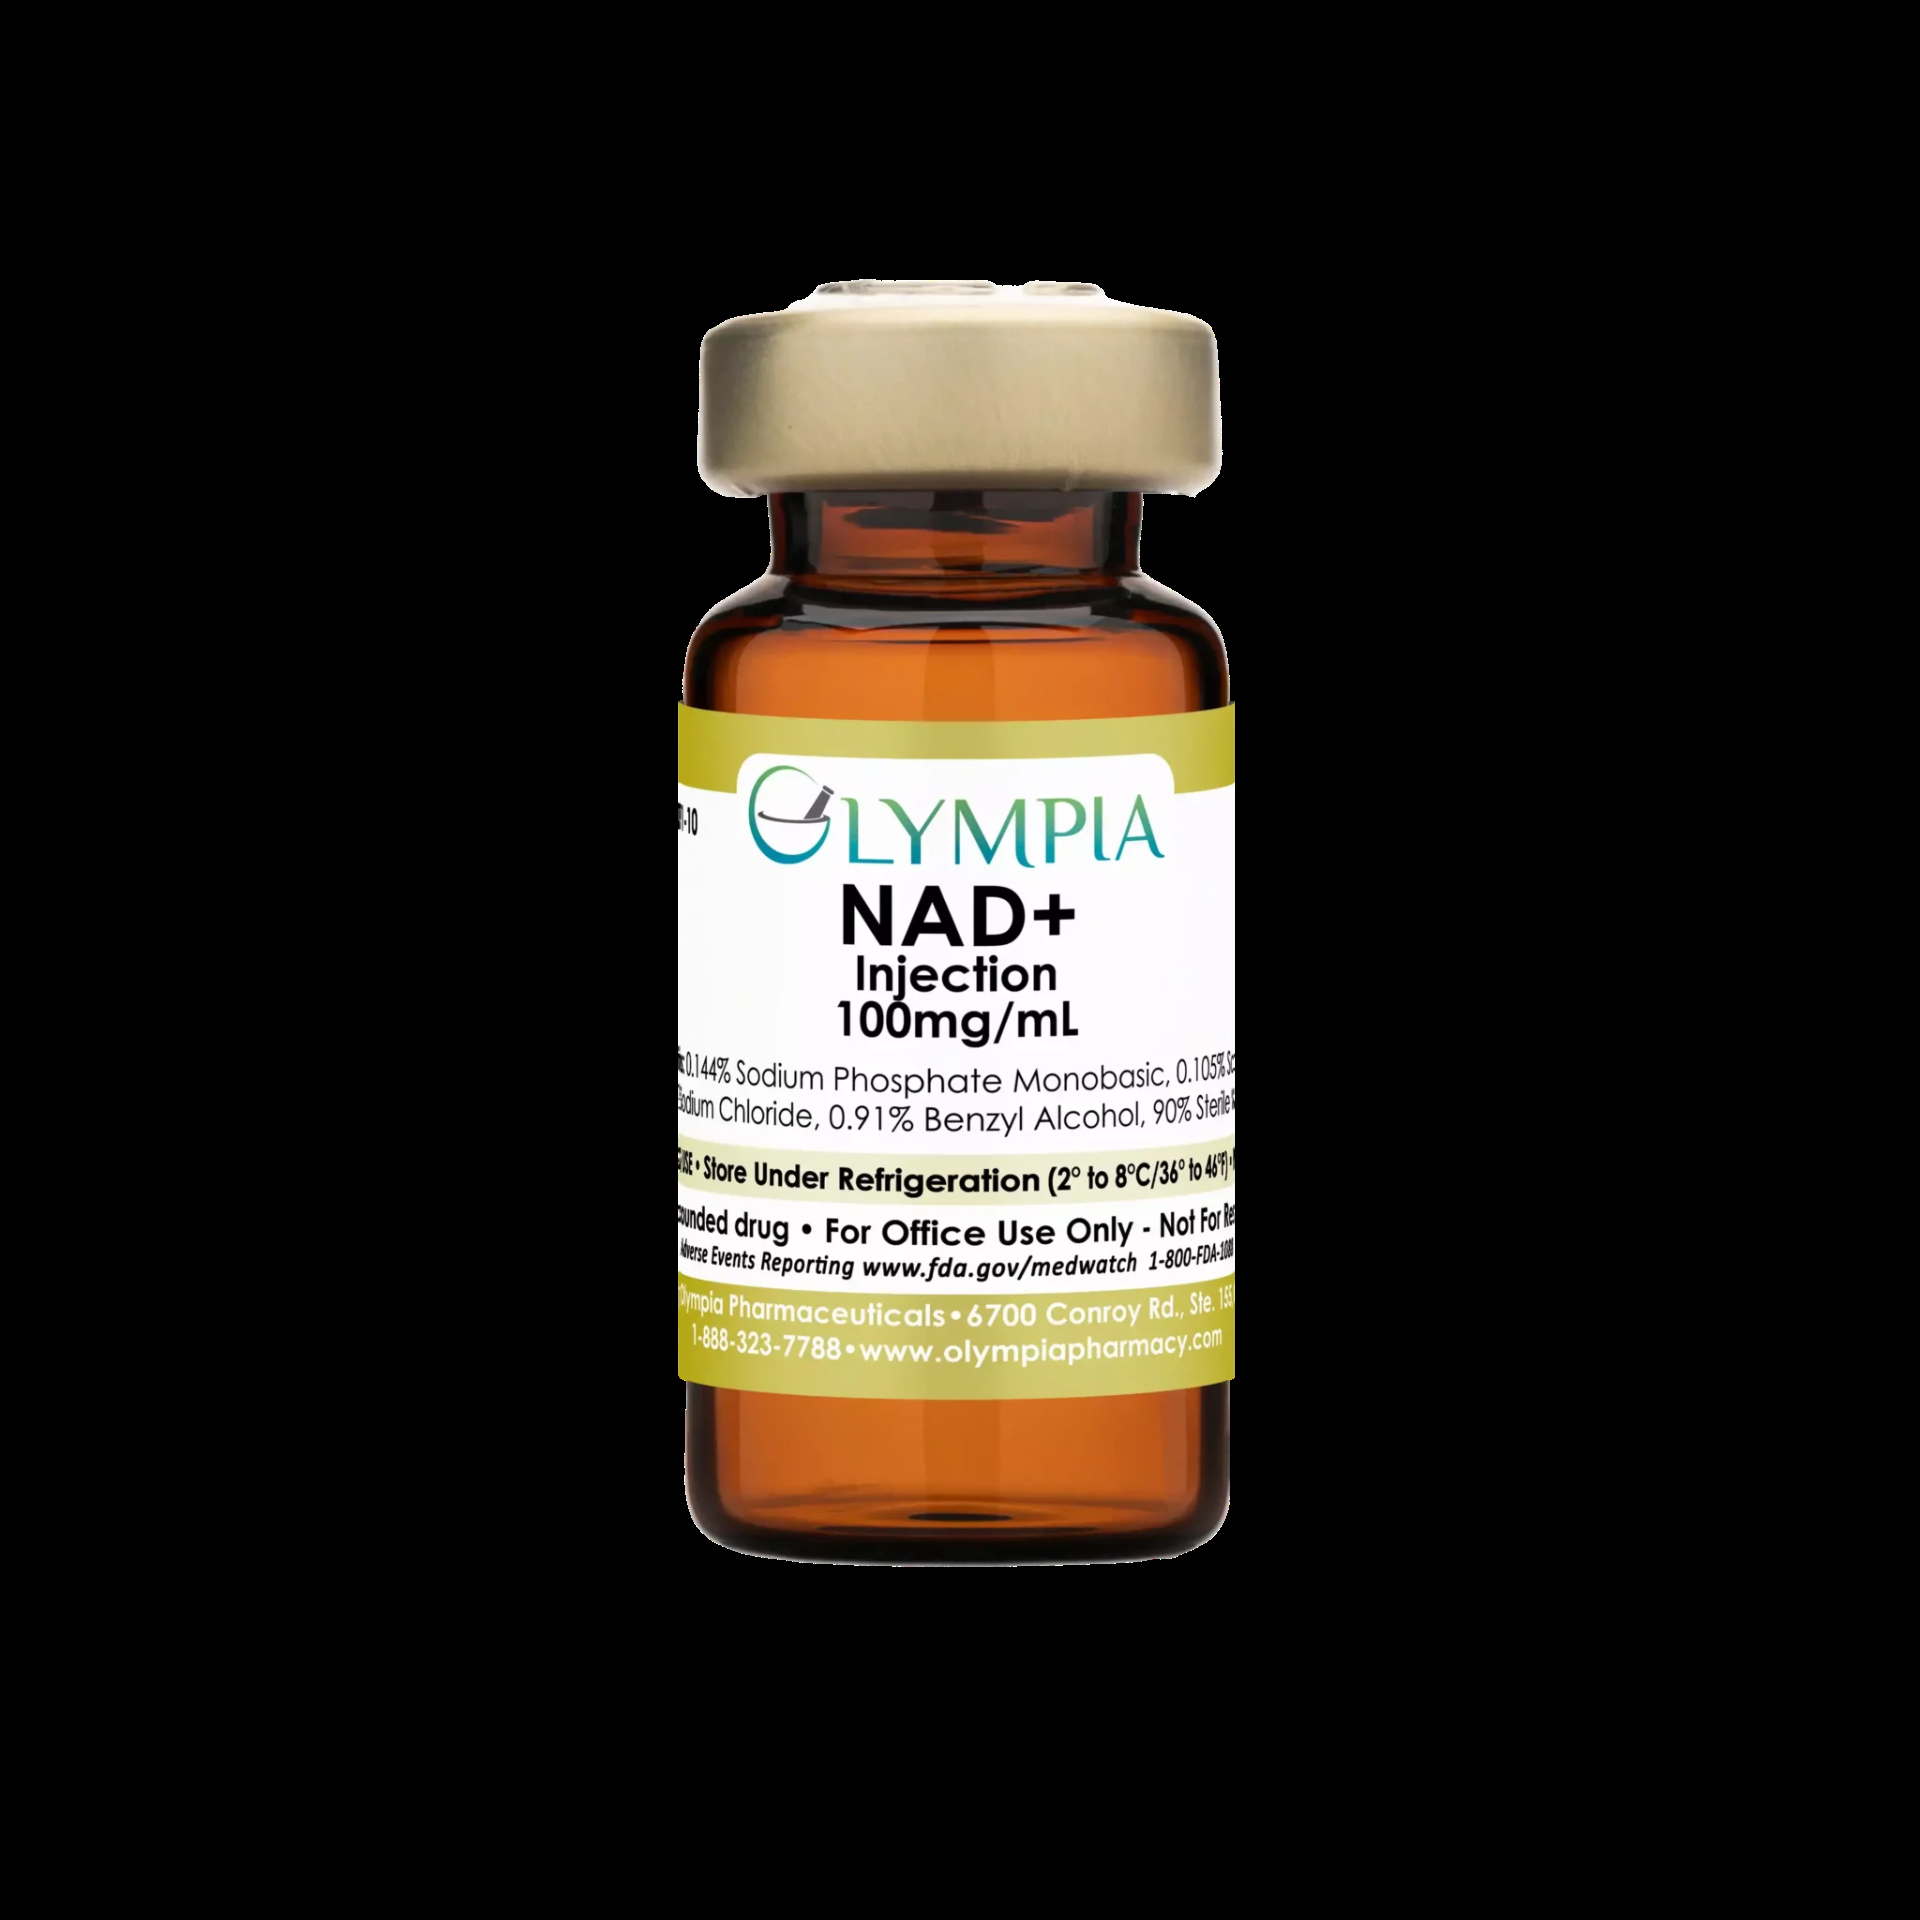 -10
OLYMPIA
NAD+
Injection
100mg/mL
0.144% Sodium Phosphate Monobasic, 0.105%
Sodium Chloride, 0.91% Benzyl Alcohol, 90% Sterile
USE • Store Under Refrigeration (2° to 8°C/36° to 46°F) •
drug • For Office Use Only - Not For
Adverse Events Reporting www.fda.gov/medwatch 1-800-FDA-1088
Olympia Pharmaceuticals • 6700 Conroy Rd., Ste. 155
1-888-323-7788 • www.olympiapharmacy.com